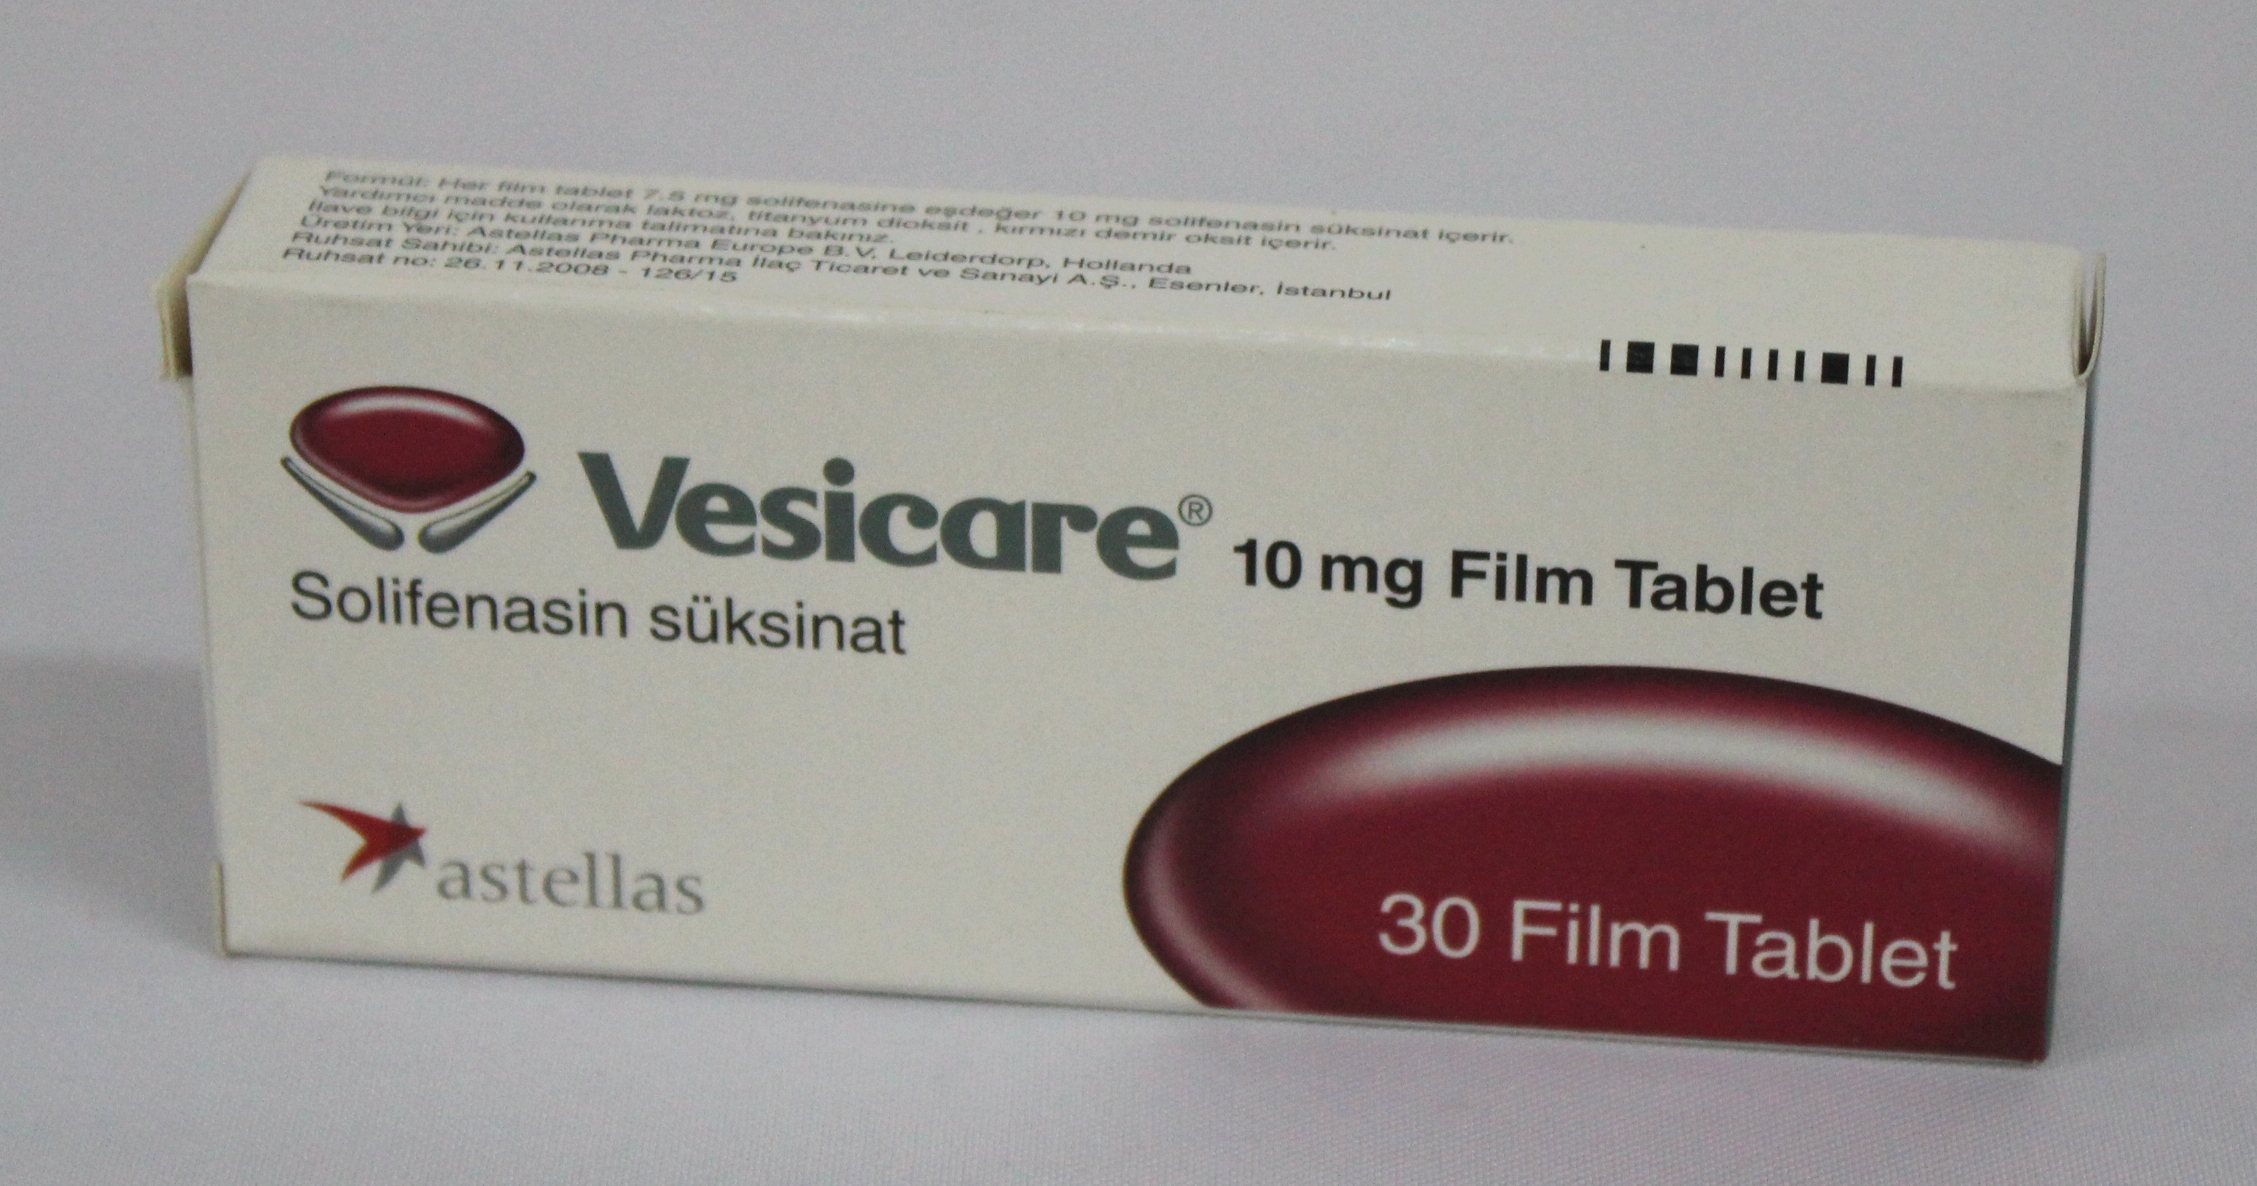 Formül: Her film tablet 7.5 mg solifenasine eşdeğer 10 mg solifenasin süksinat içerir.
Yardımcı madde olarak laktoz, titanyum dioksit , kırmızı demir oksit içerir.
İlave bilgi için kullanma talimatına bakınız.
Üretim Yeri: Astellas Pharma Europe B.V. Leiderdorp, Hollanda
Ruhsat Sahibi: Astellas Pharma İlaç Ticaret ve Sanayi A.Ş., Esenler, İstanbul
Ruhsat no: 26.11.2008 - 126/15
Vesicare® 10 mg Film Tablet
Solifenasin süksinat
astellas
30 Film Tablet